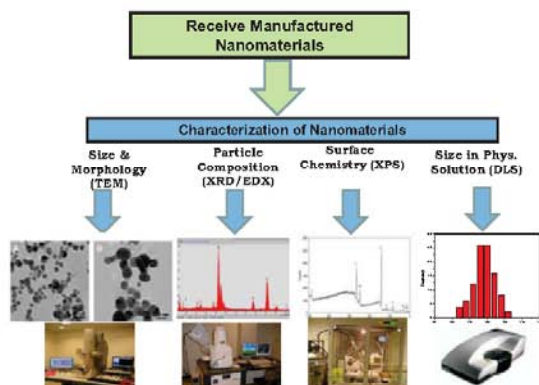 Receive Manufactured
Nanomaterials
Characterization of Nanomaterials
Size &
Morphology
(TEM)
Particle
Composition
(XRD/EDX)
Surface
Chemistry (XPS)
Size in Phys.
Solution (DLS)